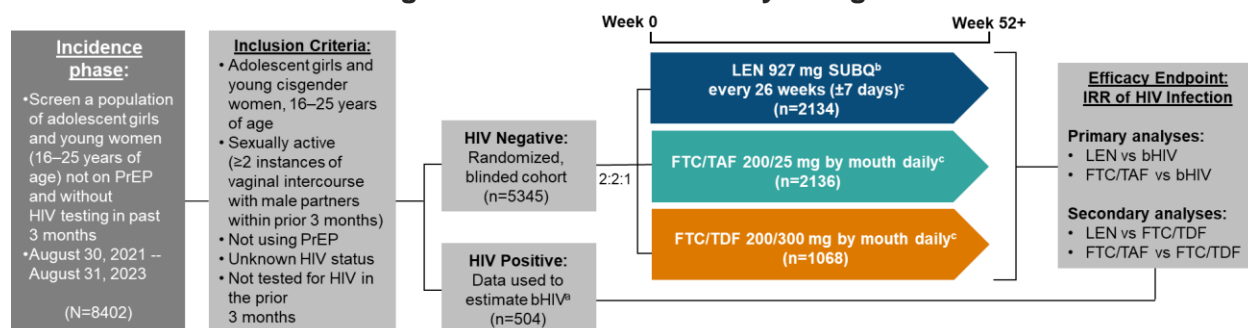 Week 0
Week 52+
Incidence
phase:
•Screen a population
of adolescent girls
and young women
(16–25 years of
age) not on PrEP
and without
HIV testing in past
3 months
•August 30, 2021 --
August 31, 2023
(N=8402)
Inclusion Criteria:
• Adolescent girls and
young cisgender
women, 16–25 years
of age
• Sexually active
(≥2 instances of
vaginal intercourse
with male partners
within prior 3 months)
• Not using PrEP
• Unknown HIV status
• Not tested for HIV in
the prior
3 months
HIV Negative:
Randomized,
blinded cohort
(n=5345)
HIV Positive:
Data used to
estimate bHIVª
(n=504)
2:2:1
LEN 927 mg SUBQᵇ
every 26 weeks (±7 days)ᶜ
(n=2134)
FTC/TAF 200/25 mg by mouth dailyᶜ
(n=2136)
FTC/TDF 200/300 mg by mouth dailyᶜ
(n=1068)
Efficacy Endpoint:
IRR of HIV Infection
Primary analyses:
• LEN vs bHIV
• FTC/TAF vs bHIV
Secondary analyses:
• LEN vs FTC/TDF
• FTC/TAF vs FTC/TDF